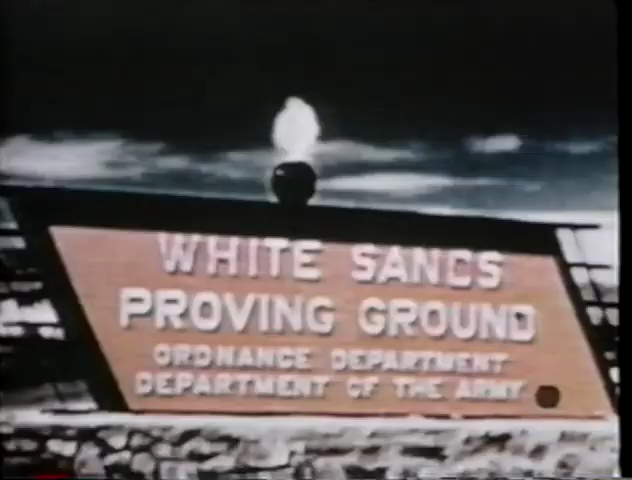 WHITE SANDS
PROVING GROUND
ORDNANCE DEPARTMENT
DEPARTMENT OF THE ARMY